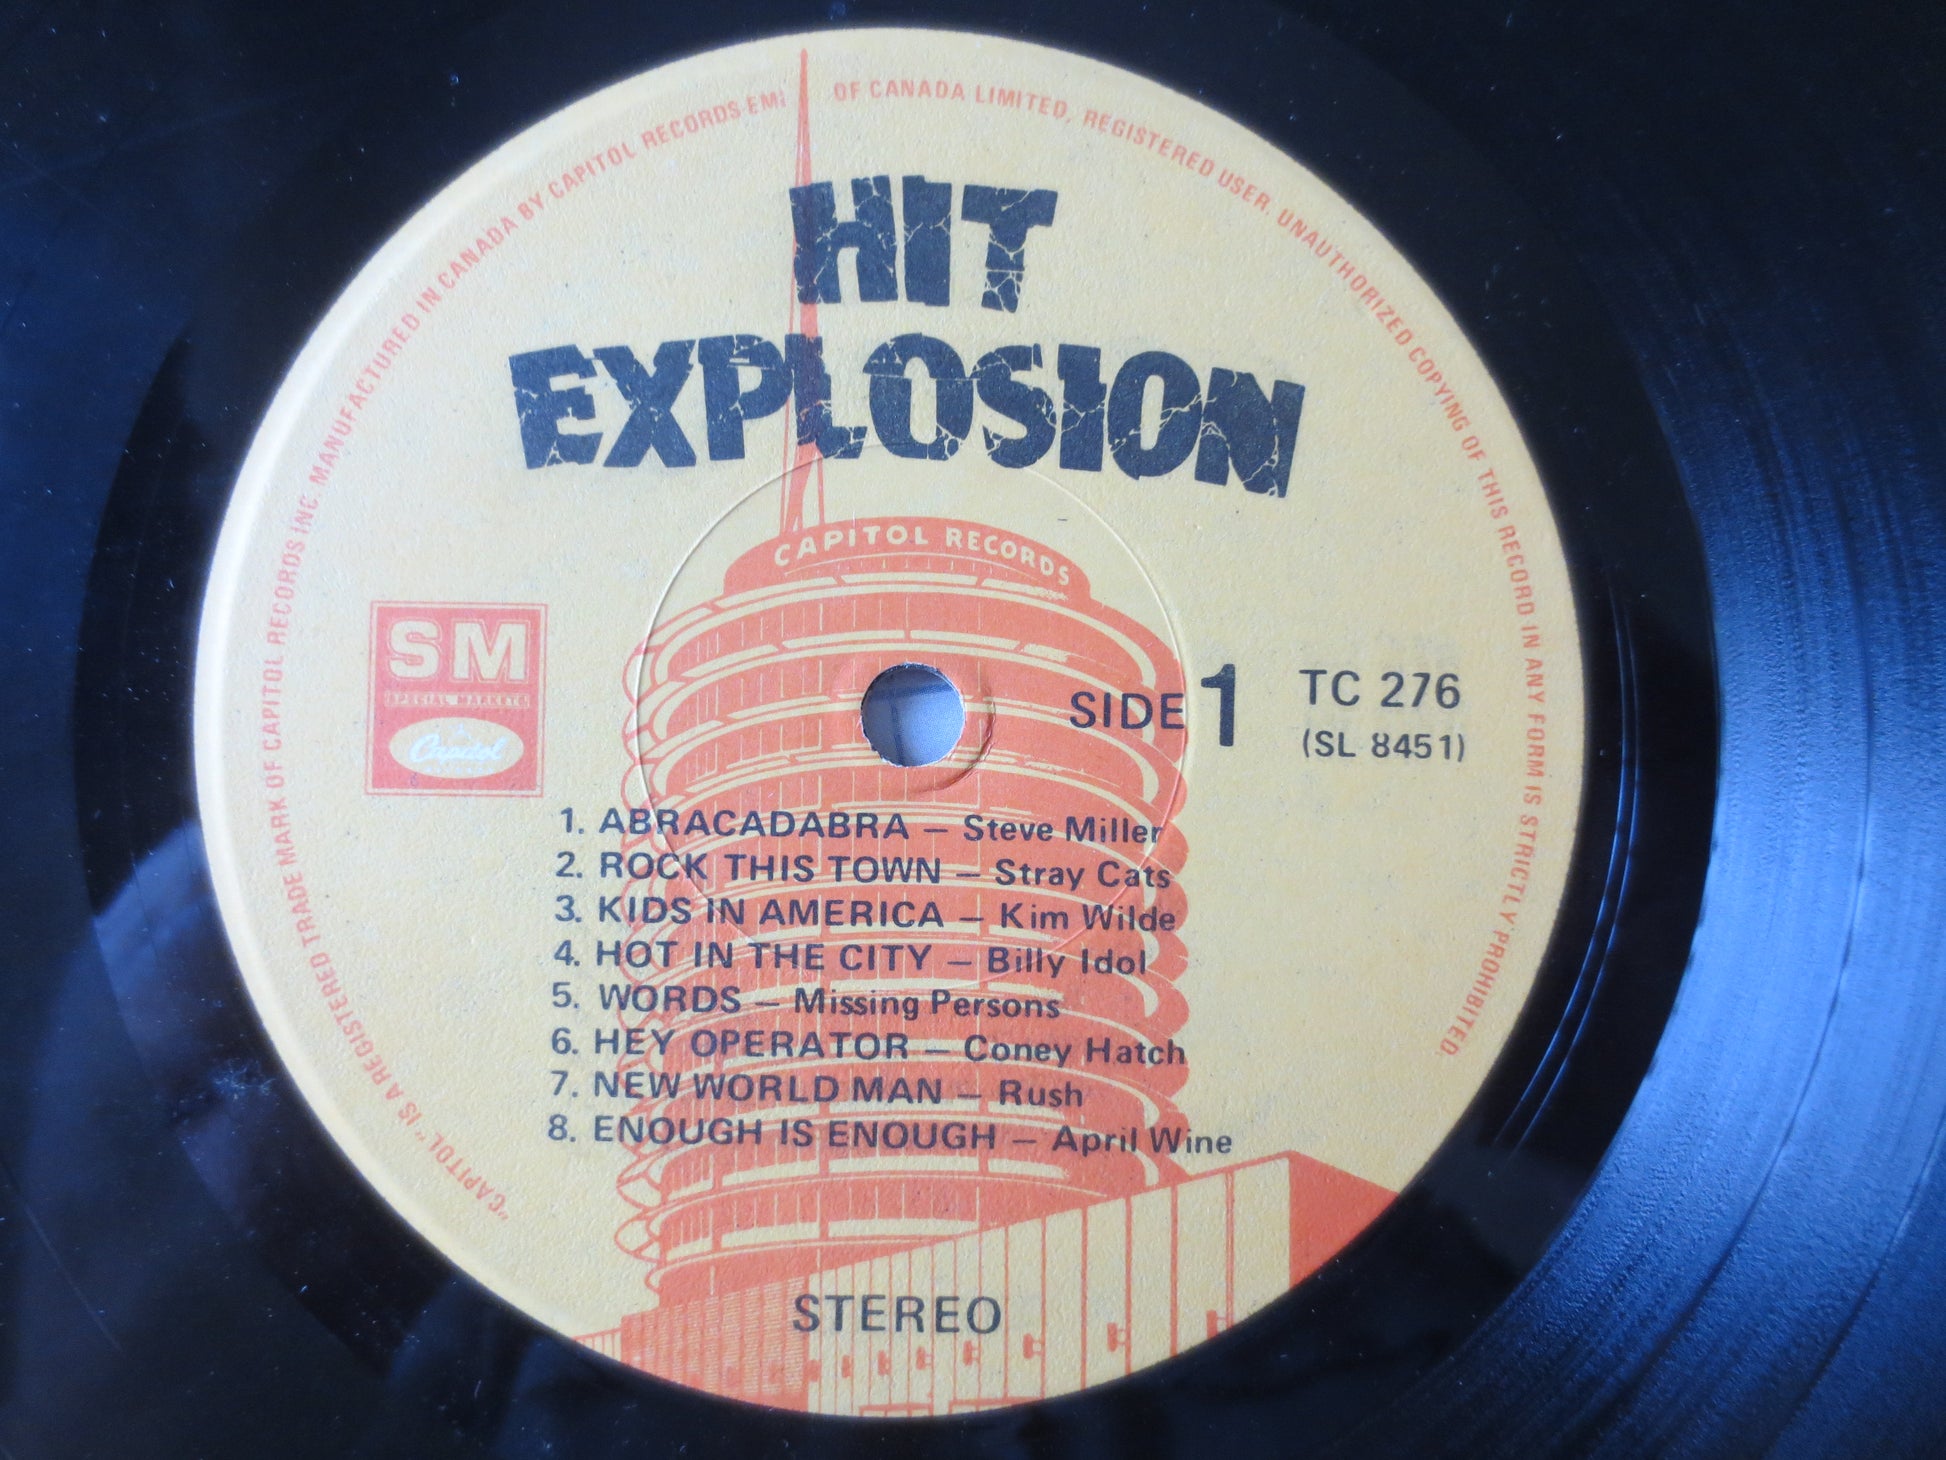 "CAPITOL" IS A REGISTERED TRADE MARK OF CAPITOL RECORDS INC. MANUFACTURED IN CANADA BY CAPITOL RECORDS-EMI OF CANADA LIMITED, REGISTERED USER. UNAUTHORIZED COPYING OF THIS RECORD IN ANY FORM IS STRICTLY PROHIBITED.
HIT
EXPLOSION
CAPITOL RECORDS
SM
SPECIAL MARKETS
Capitol
SIDE 1
TC 276
(SL 8451)
1. ABRACADABRA – Steve Miller
2. ROCK THIS TOWN – Stray Cats
3. KIDS IN AMERICA – Kim Wilde
4. HOT IN THE CITY – Billy Idol
5. WORDS – Missing Persons
6. HEY OPERATOR – Coney Hatch
7. NEW WORLD MAN – Rush
8. ENOUGH IS ENOUGH – April Wine
STEREO